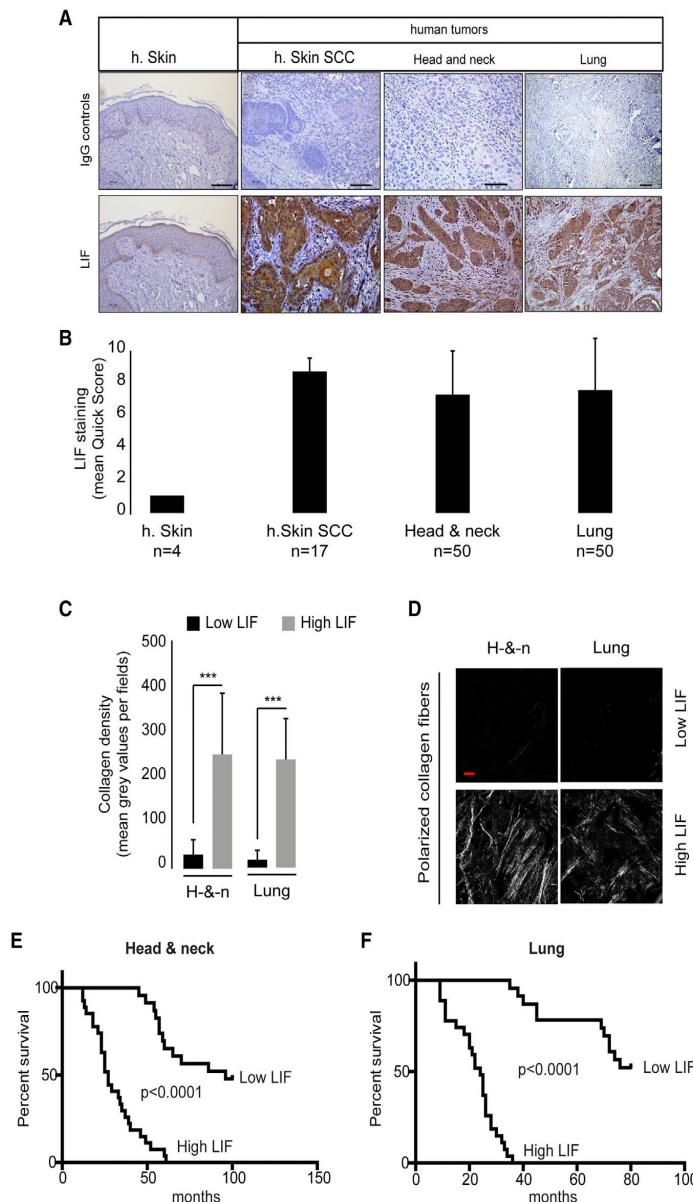 A
human tumors
h. Skin
h. Skin SCC
Head and neck
Lung
IgG controls
LIF
B
LIF staining
(mean Quick Score)
10
8
6
4
2
0
h. Skin
n=4
h.Skin SCC
n=17
Head & neck
n=50
Lung
n=50
C
Low LIF
High LIF
Collagen density
(mean grey values per fields)
500
400
300
200
100
0
***
***
H-&-n
Lung
D
H-&-n
Lung
Polarized collagen fibers
Low LIF
High LIF
E
Head & neck
Percent survival
100
50
0
p<0.0001
Low LIF
High LIF
0
50
100
150
months
F
Lung
Percent survival
100
50
0
p<0.0001
Low LIF
High LIF
0
20
40
60
80
100
months